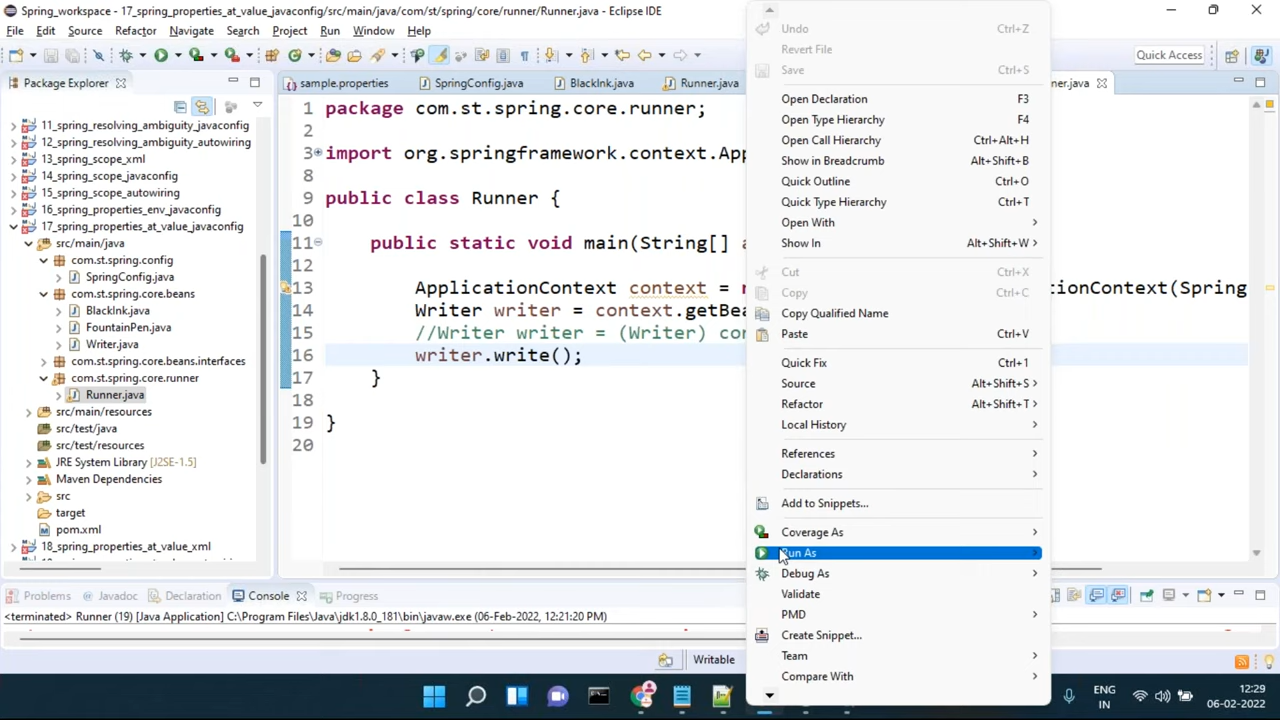 Spring_workspace - 17_spring_properties_at_value_javaconfig/src/main/java/com/st/spring/core/runner/Runner.java - Eclipse IDE
File Edit Source Refactor Navigate Search Project Run Window Help
Quick Access
Package Explorer
sample.properties SpringConfig.java BlackInk.java Runner.java ner.java
11_spring_resolving_ambiguity_javaconfig
12_spring_resolving_ambiguity_autowiring
13_spring_scope_xml
14_spring_scope_javaconfig
15_spring_scope_autowiring
16_spring_properties_env_javaconfig
17_spring_properties_at_value_javaconfig
src/main/java
com.st.spring.config
SpringConfig.java
com.st.spring.core.beans
BlackInk.java
FountainPen.java
Writer.java
com.st.spring.core.beans.interfaces
com.st.spring.core.runner
Runner.java
src/main/resources
src/test/java
src/test/resources
JRE System Library [J2SE-1.5]
Maven Dependencies
src
target
pom.xml
18_spring_properties_at_value_xml
1 package com.st.spring.core.runner;
2
3 import org.springframework.context.App
8
9 public class Runner {
10
11 public static void main(String[]
12
13 ApplicationContext context = tionContext(Spring
14 Writer writer = context.getBea
15 //Writer writer = (Writer) con
16 writer.write();
17 }
18
19 }
20
Undo Ctrl+Z
Revert File
Save Ctrl+S
Open Declaration F3
Open Type Hierarchy F4
Open Call Hierarchy Ctrl+Alt+H
Show in Breadcrumb Alt+Shift+B
Quick Outline Ctrl+O
Quick Type Hierarchy Ctrl+T
Open With
Show In Alt+Shift+W
Cut Ctrl+X
Copy Ctrl+C
Copy Qualified Name
Paste Ctrl+V
Quick Fix Ctrl+1
Source Alt+Shift+S
Refactor Alt+Shift+T
Local History
References
Declarations
Add to Snippets...
Coverage As
Run As
Debug As
Validate
PMD
Create Snippet...
Team
Compare With
Problems Javadoc Declaration Console Progress
<terminated> Runner (19) [Java Application] C:\Program Files\Java\jdk1.8.0_181\bin\javaw.exe (06-Feb-2022, 12:21:20 PM)
Writable
ENG
IN
12:29
06-02-2022